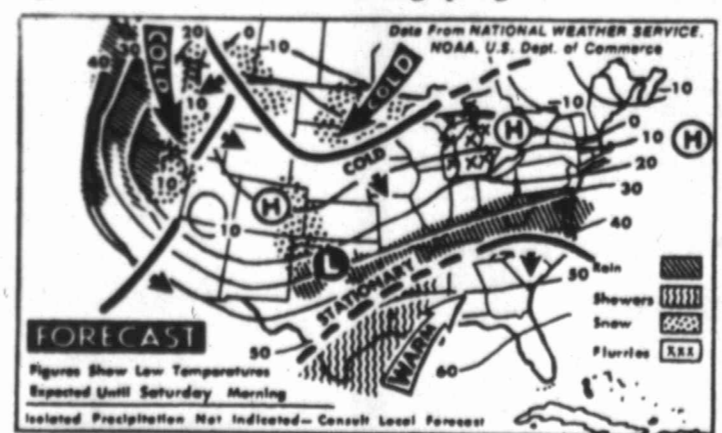 Data From NATIONAL WEATHER SERVICE,
NOAA, U.S. Dept. of Commerce
40
30
COLD
20
0
-10
10
10
COLD
COLD
H
-10
-10
0
H
10
20
30
40
H
10
L
STATIONARY
50
WARM
60
50
Rain
Showers
Snow
Flurries
XXX
FORECAST
Figures Show Low Temperatures
Expected Until Saturday Morning
Isolated Precipitation Not Indicated– Consult Local Forecast